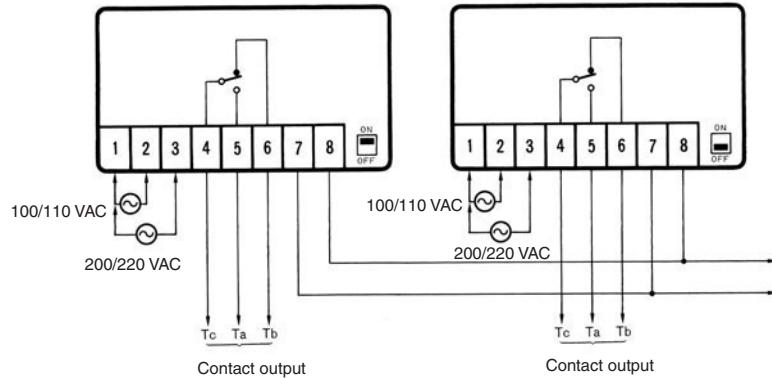 ON
1 2 3 4 5 6 7 8
OFF
100/110 VAC
200/220 VAC
Tc Ta Tb
Contact output
ON
1 2 3 4 5 6 7 8
OFF
100/110 VAC
200/220 VAC
Tc Ta Tb
Contact output